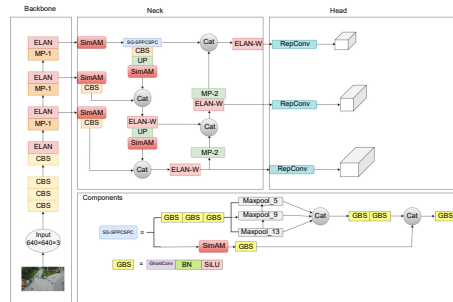 Backbone
Neck
Head
ELAN
SimAM
SG-SPPCSPC
Cat
ELAN-W
RepConv
MP-1
CBS
UP
SimAM
MP-2
ELAN
SimAM
ELAN-W
RepConv
MP-1
CBS
Cat
ELAN
SimAM
ELAN-W
Cat
MP-1
CBS
UP
SimAM
MP-2
ELAN
Cat
ELAN-W
RepConv
CBS
CBS
CBS
CBS
Input
640×640×3
Components
SG-SPPCSPC
=
GBS
GBS
GBS
Maxpool_5
Maxpool_9
Maxpool_13
Cat
GBS
GBS
Cat
GBS
SimAM
GBS
GBS
=
GhostConv
BN
SiLU